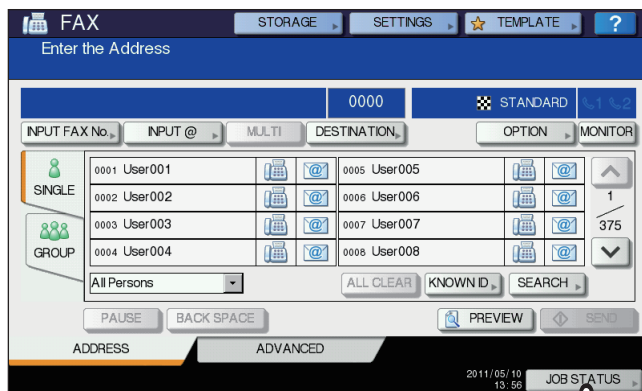 FAX STORAGE SETTINGS TEMPLATE ?
Enter the Address
0000 STANDARD 1 2
INPUT FAX No. INPUT @ MULTI DESTINATION OPTION MONITOR
SINGLE
GROUP
0001 User001 @ 0005 User005 @
0002 User002 @ 0006 User006 @
0003 User003 @ 0007 User007 @
0004 User004 @ 0008 User008 @
1
375
All Persons ALL CLEAR KNOWN ID SEARCH
PAUSE BACK SPACE PREVIEW SEND
ADDRESS ADVANCED
2011/05/10
13:56 JOB STATUS